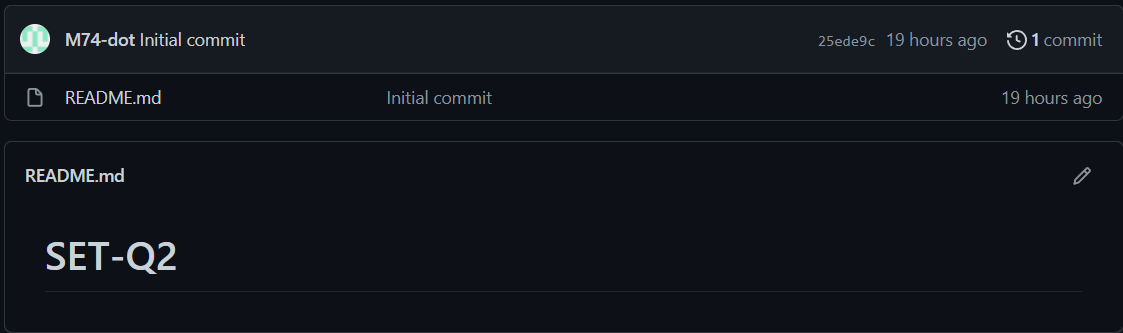 M74-dot Initial commit 25ede9c 19 hours ago 1 commit
README.md Initial commit 19 hours ago
README.md
SET-Q2